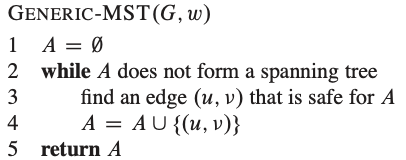 GENERIC-MST(G, w)
1 A = ∅
2 while A does not form a spanning tree
3 find an edge (u, v) that is safe for A
4 A = A ∪ {(u, v)}
5 return A